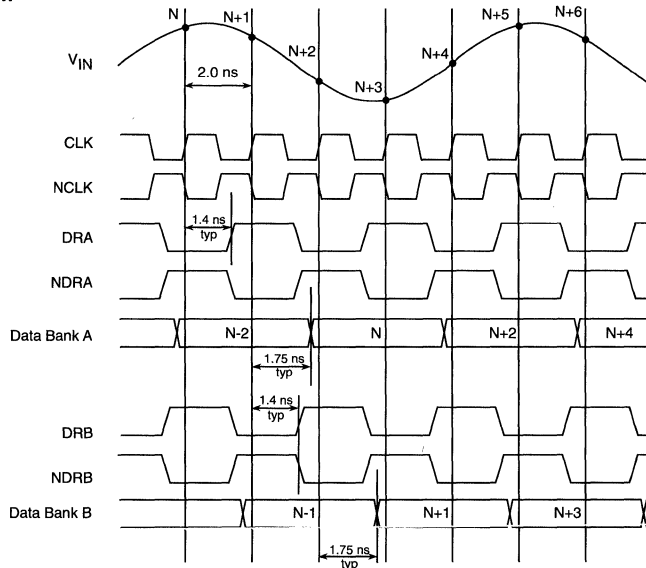 N
N+1
N+2
N+3
N+4
N+5
N+6
VIN
2.0 ns
CLK
NCLK
1.4 ns
typ
DRA
NDRA
Data Bank A
N-2
N
N+2
N+4
1.75 ns
typ
1.4 ns
typ
DRB
NDRB
Data Bank B
N-1
N+1
N+3
1.75 ns
typ